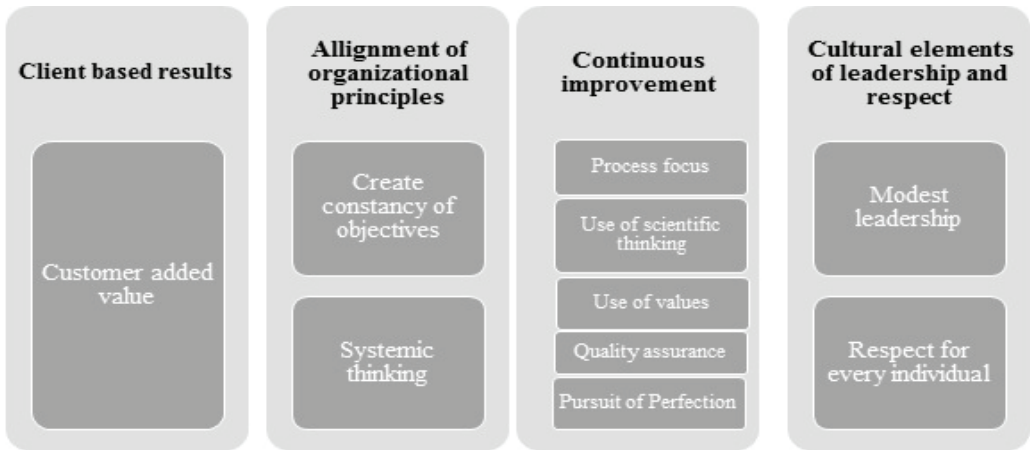 Client based results
Customer added
value
Allignment of
organizational
principles
Create
constancy of
objectives
Systemic
thinking
Continuous
improvement
Process focus
Use of scientific
thinking
Use of values
Quality assurance
Pursuit of Perfection
Cultural elements
of leadership and
respect
Modest
leadership
Respect for
every individual